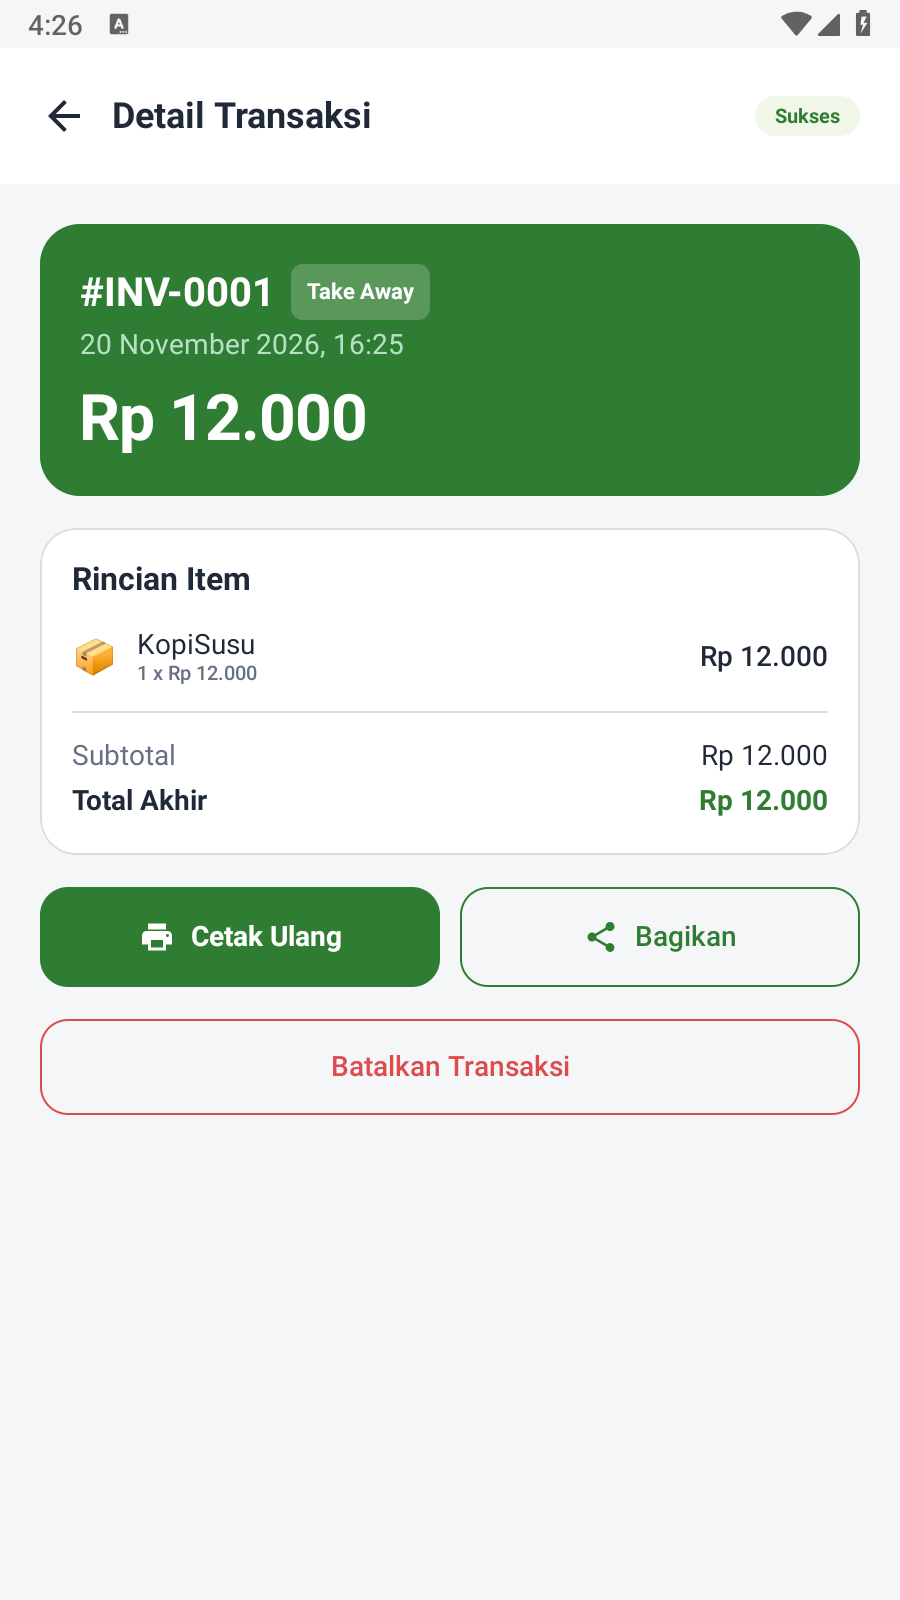 4:26
Detail Transaksi
Sukses
#INV-0001
Take Away
20 November 2026, 16:25
Rp 12.000
Rincian Item
KopiSusu
1 x Rp 12.000
Rp 12.000
Subtotal
Rp 12.000
Total Akhir
Rp 12.000
Cetak Ulang
Bagikan
Batalkan Transaksi